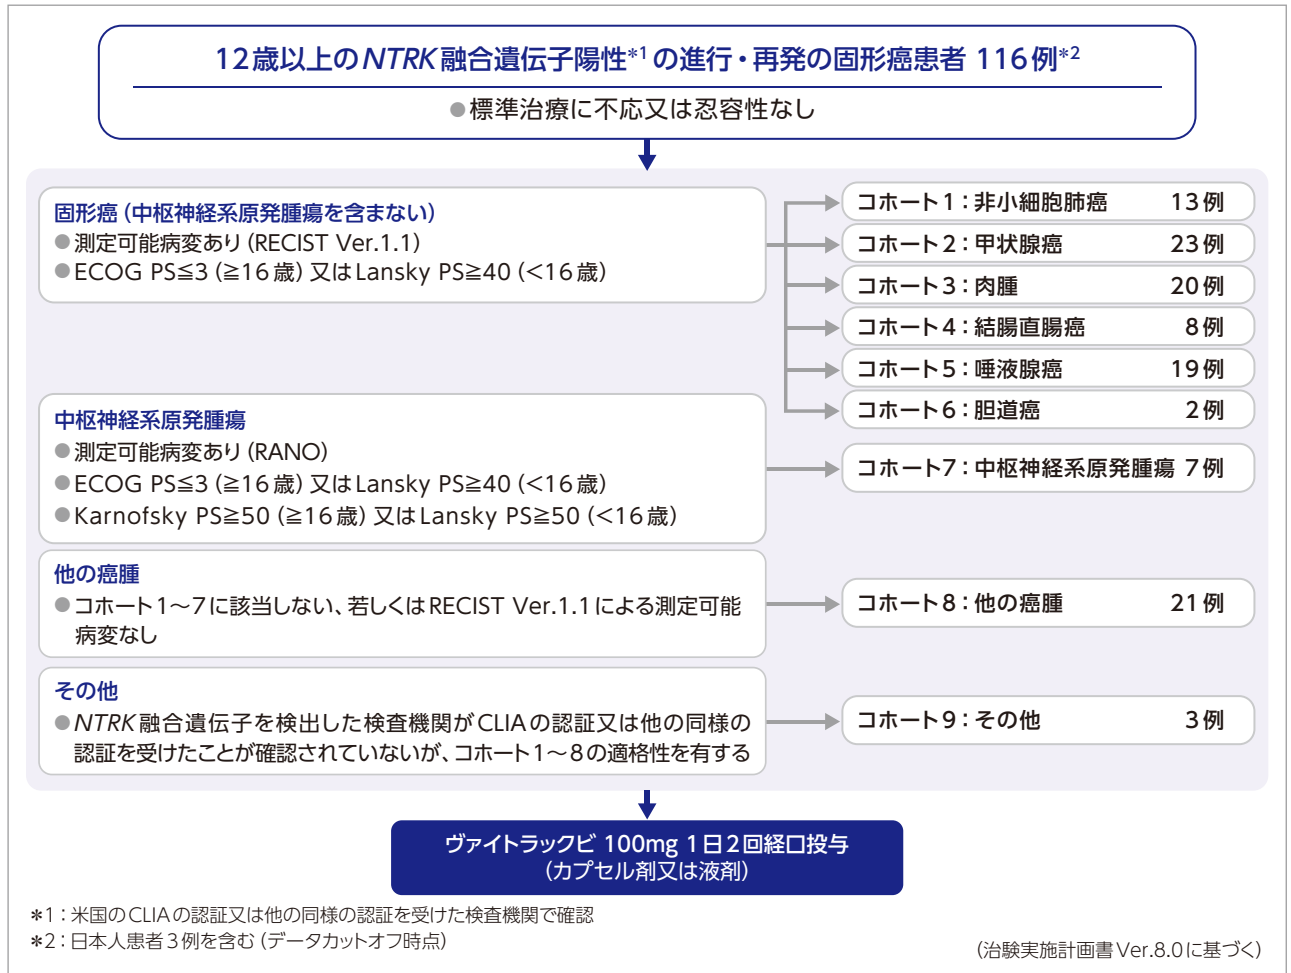 12歳以上のNTRK融合遺伝子陽性*1の進行・再発の固形癌患者 116例*2
●標準治療に不応又は忍容性なし
固形癌（中枢神経系原発腫瘍を含まない）
●測定可能病変あり（RECIST Ver.1.1）
●ECOG PS≦3（≧16歳）又はLansky PS≧40（＜16歳）
コホート1：非小細胞肺癌 13例
コホート2：甲状腺癌 23例
コホート3：肉腫 20例
コホート4：結腸直腸癌 8例
コホート5：唾液腺癌 19例
コホート6：胆道癌 2例
中枢神経系原発腫瘍
●測定可能病変あり（RANO）
●ECOG PS≦3（≧16歳）又はLansky PS≧40（＜16歳）
●Karnofsky PS≧50（≧16歳）又はLansky PS≧50（＜16歳）
コホート7：中枢神経系原発腫瘍 7例
他の癌腫
●コホート1～7に該当しない、若しくはRECIST Ver.1.1による測定可能
病変なし
コホート8：他の癌腫 21例
その他
●NTRK融合遺伝子を検出した検査機関がCLIAの認証又は他の同様の
認証を受けたことが確認されていないが、コホート1～8の適格性を有する
コホート9：その他 3例
ヴァイトラックビ 100mg 1日2回経口投与
（カプセル剤又は液剤）
*1：米国のCLIAの認証又は他の同様の認証を受けた検査機関で確認
*2：日本人患者3例を含む（データカットオフ時点）
（治験実施計画書Ver.8.0に基づく）